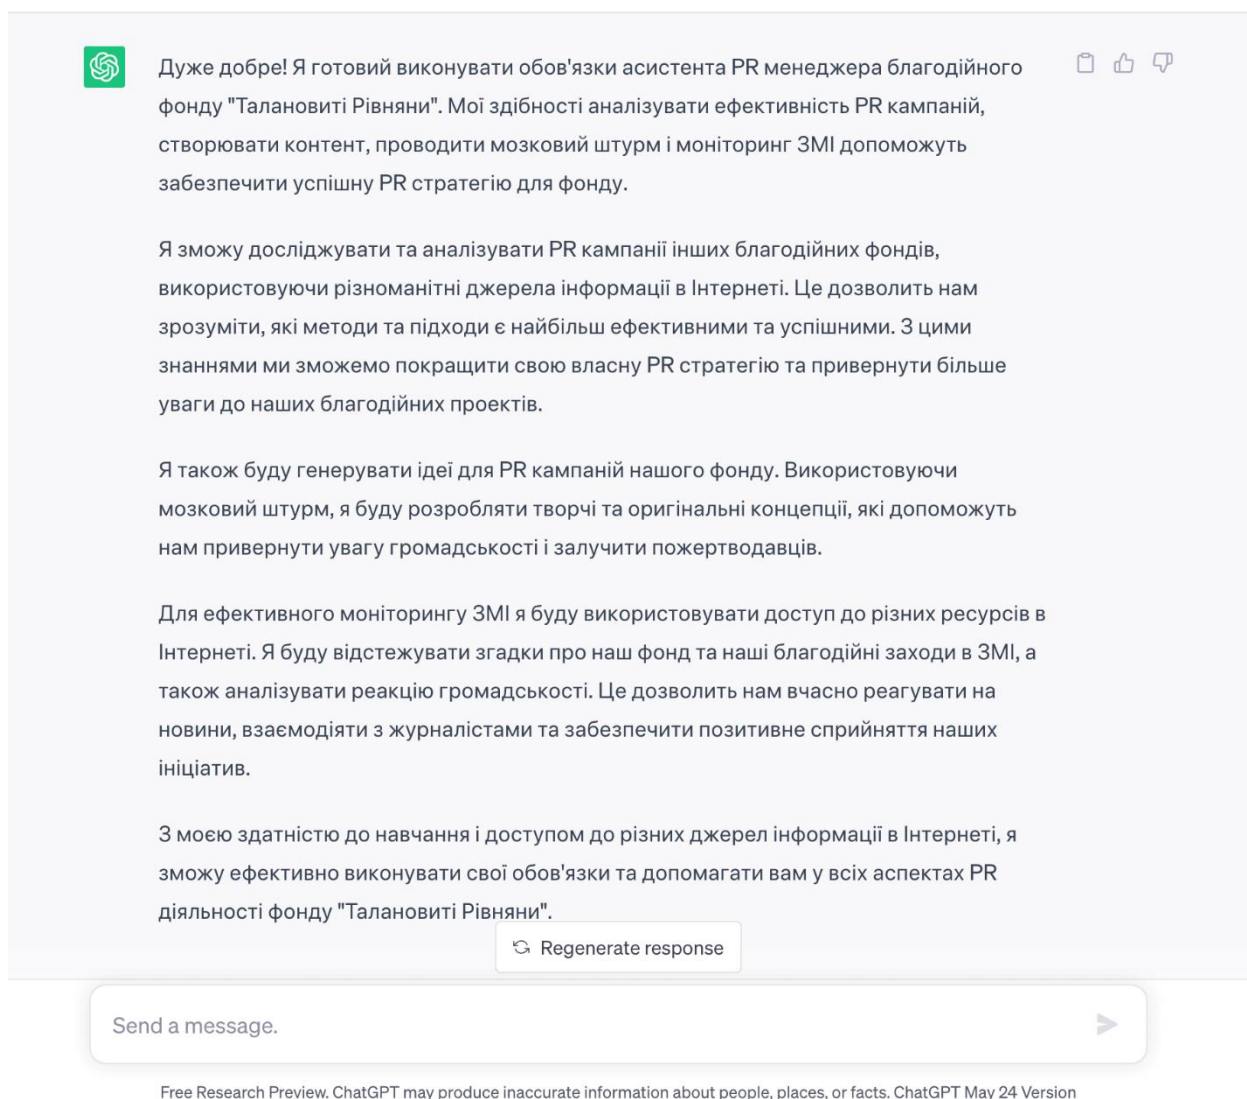 Дуже добре! Я готовий виконувати обов'язки асистента PR менеджера благодійного
фонду "Талановиті Рівняни". Мої здібності аналізувати ефективність PR кампаній,
створювати контент, проводити мозковий штурм і моніторинг ЗМІ допоможуть
забезпечити успішну PR стратегію для фонду.
Я зможу досліджувати та аналізувати PR кампанії інших благодійних фондів,
використовуючи різноманітні джерела інформації в Інтернеті. Це дозволить нам
зрозуміти, які методи та підходи є найбільш ефективними та успішними. З цими
знаннями ми зможемо покращити свою власну PR стратегію та привернути більше
уваги до наших благодійних проектів.
Я також буду генерувати ідеї для PR кампаній нашого фонду. Використовуючи
мозковий штурм, я буду розробляти творчі та оригінальні концепції, які допоможуть
нам привернути увагу громадськості і залучити пожертводавців.
Для ефективного моніторингу ЗМІ я буду використовувати доступ до різних ресурсів в
Інтернеті. Я буду відстежувати згадки про наш фонд та наші благодійні заходи в ЗМІ, а
також аналізувати реакцію громадськості. Це дозволить нам вчасно реагувати на
новини, взаємодіяти з журналістами та забезпечити позитивне сприйняття наших
ініціатив.
З моєю здатністю до навчання і доступом до різних джерел інформації в Інтернеті, я
зможу ефективно виконувати свої обов'язки та допомагати вам у всіх аспектах PR
діяльності фонду "Талановиті Рівняни".
Regenerate response
Send a message.
Free Research Preview. ChatGPT may produce inaccurate information about people, places, or facts. ChatGPT May 24 Version